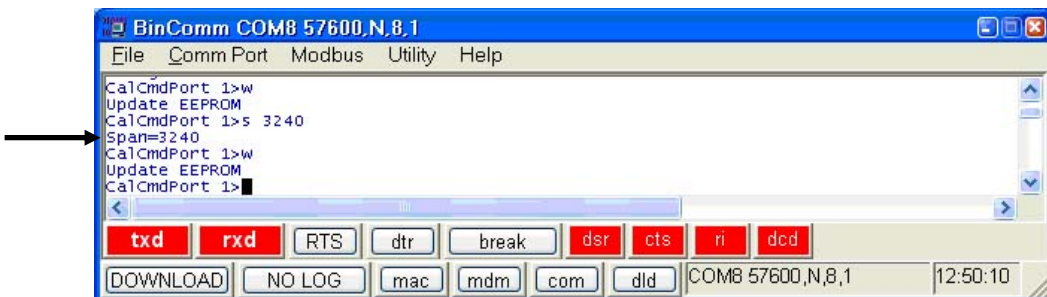 BinComm COM8 57600,N,8,1
File Comm Port Modbus Utility Help
CalCmdPort 1>w
Update EEPROM
CalCmdPort 1>s 3240
Span=3240
CalCmdPort 1>w
Update EEPROM
CalCmdPort 1>
txd rxd RTS dtr break dsr cts ri dcd
DOWNLOAD NO LOG mac mdm com dld COM8 57600,N,8,1 12:50:10